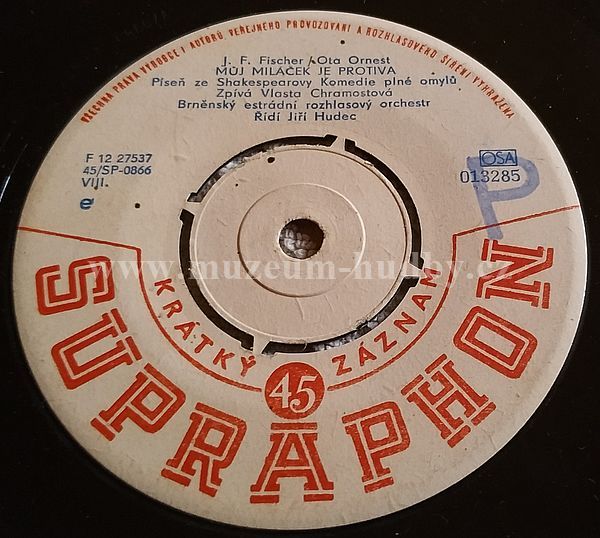 VŠECHNA PRÁVA VÝROBCE I AUTORŮ VEŘEJNÉHO PROVOZOVÁNÍ A ROZHLASOVÉHO ŠÍŘENÍ VYHRAZENA
J. F. Fischer/Ota Ornest
MŮJ MILÁČEK JE PROTIVA
Píseň ze Shakespearovy Komedie plné omylů
Zpívá Vlasta Chramostová
Brněnský estrádní rozhlasový orchestr
Řídí Jiří Hudec
F 12 27537
45/SP-0866
VIII.
e
OSA
013285
P
www.muzeum-hudby.cz
KRÁTKÝ 45 ZÁZNAM
SUPRAPHON